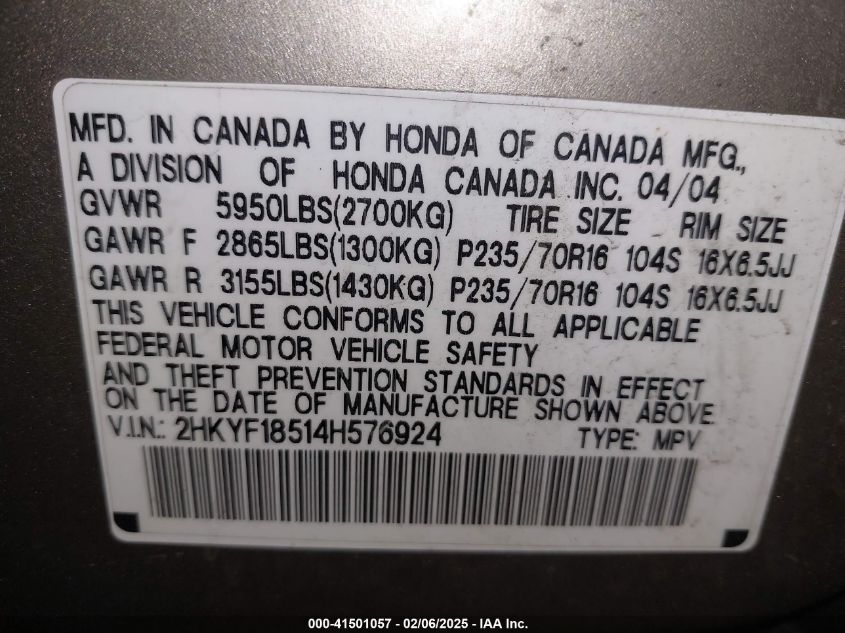 MFD. IN CANADA BY HONDA OF CANADA MFG.,
A DIVISION OF HONDA CANADA INC. 04/04
GVWR 5950LBS(2700KG) TIRE SIZE RIM SIZE
GAWR F 2865LBS(1300KG) P235/70R16 104S 16X6.5JJ
GAWR R 3155LBS(1430KG) P235/70R16 104S 16X6.5JJ
THIS VEHICLE CONFORMS TO ALL APPLICABLE
FEDERAL MOTOR VEHICLE SAFETY
AND THEFT PREVENTION STANDARDS IN EFFECT
ON THE DATE OF MANUFACTURE SHOWN ABOVE.
V.I.N.: 2HKYF18514H576924 TYPE: MPV
000-41501057 — 02/06/2025 — IAA Inc.